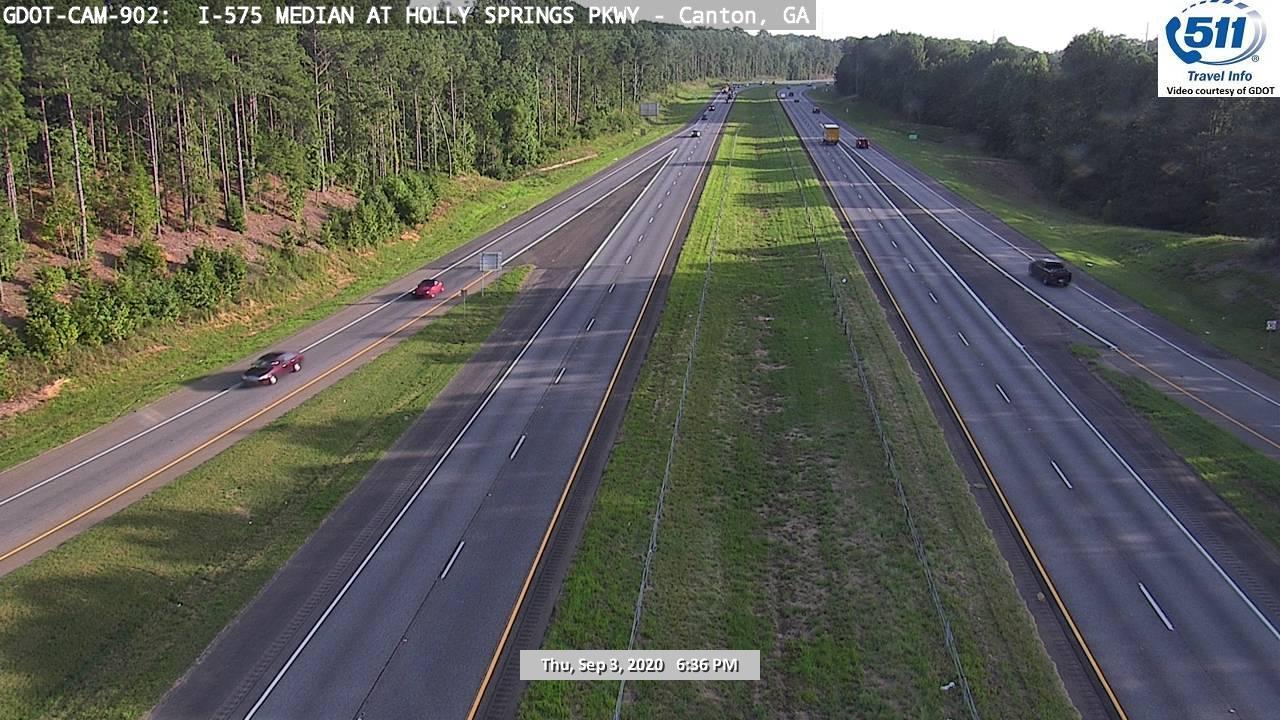 GDOT-CAM-902:  I-575 MEDIAN AT HOLLY SPRINGS PKWY - Canton, GA
511
®
Travel Info
Video courtesy of GDOT
Thu, Sep 3, 2020   6:36 PM